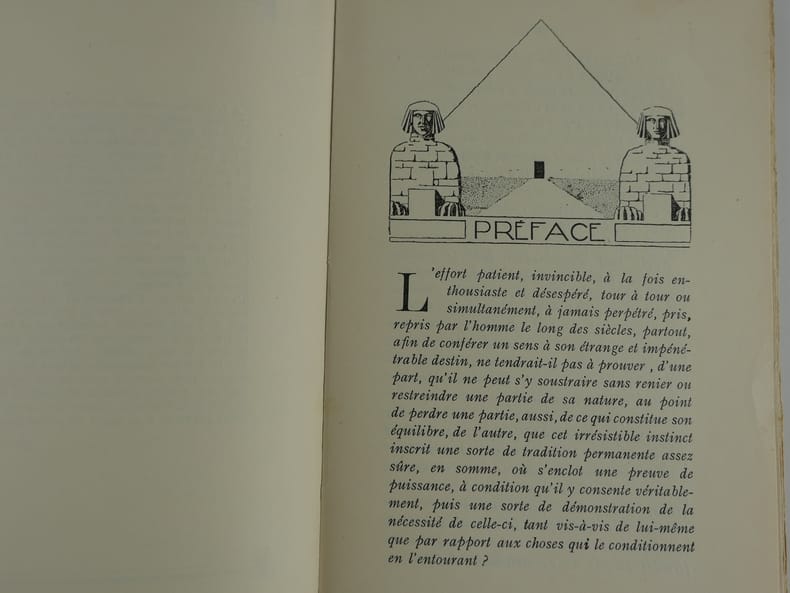 PRÉFACE
L'effort patient, invincible, à la fois en-
thousiaste et désespéré, tour à tour ou
simultanément, à jamais perpétré, pris,
repris par l'homme le long des siècles, partout,
afin de conférer un sens à son étrange et impéné-
trable destin, ne tendrait-il pas à prouver , d'une
part, qu'il ne peut s'y soustraire sans renier ou
restreindre une partie de sa nature, au point
de perdre une partie, aussi, de ce qui constitue son
équilibre, de l'autre, que cet irrésistible instinct
inscrit une sorte de tradition permanente assez
sûre, en somme, où s'enclot une preuve de
puissance, à condition qu'il y consente véritable-
ment, puis une sorte de démonstration de la
nécessité de celle-ci, tant vis-à-vis de lui-même
que par rapport aux choses qui le conditionnent
en l'entourant ?